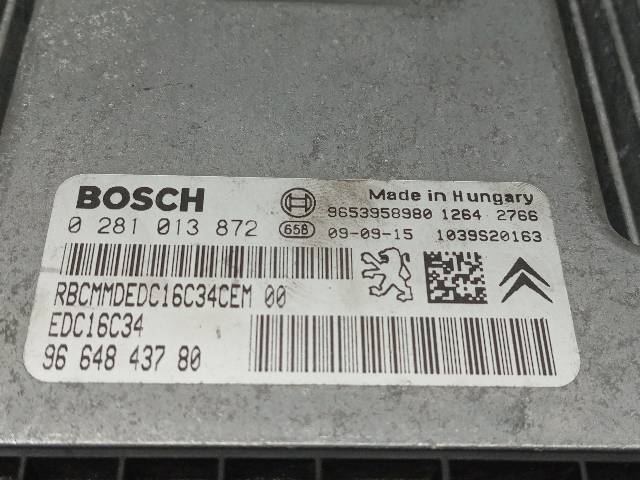 BOSCH Made in Hungary
9653958980 1264 2766
0 281 013 872 658 09-09-15 1039S20163
RBCMMDEDC16C34CEM 00
EDC16C34
96 648 437 80